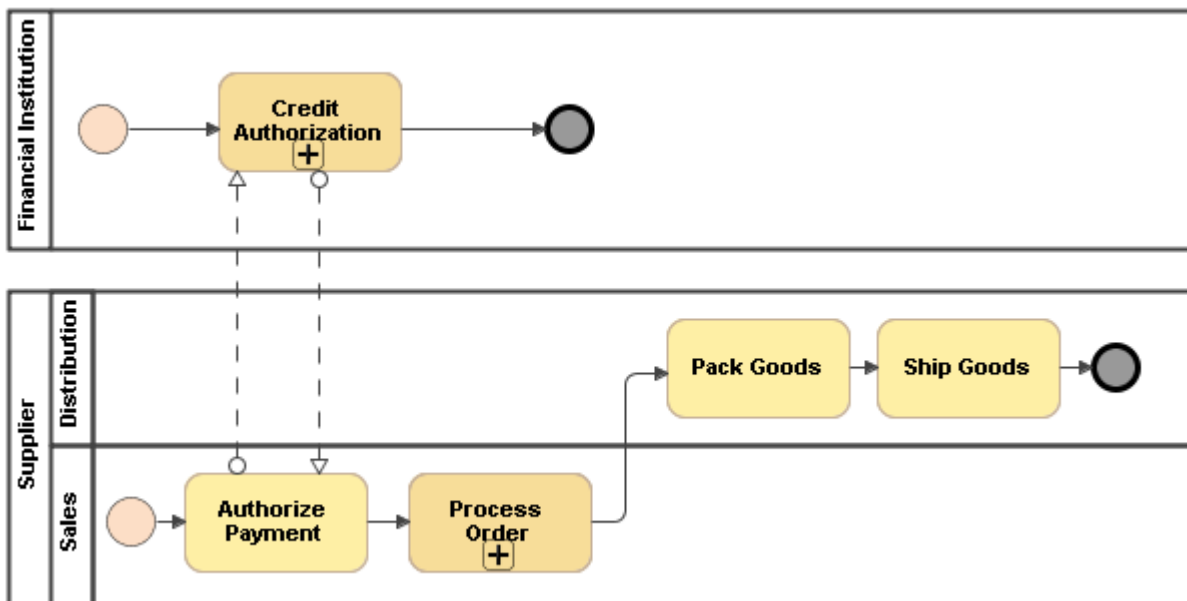 Financial Institution
Credit
Authorization
Supplier
Distribution
Pack Goods
Ship Goods
Sales
Authorize
Payment
Process
Order